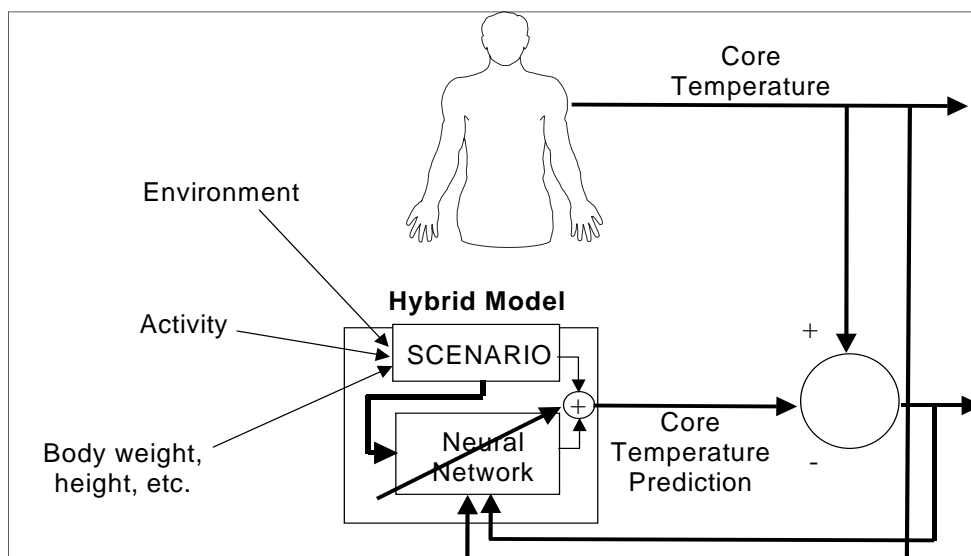 Core
Temperature
Environment
Hybrid Model
Activity
SCENARIO
+
+
Core
Temperature
Prediction
-
Neural
Network
Body weight,
height, etc.